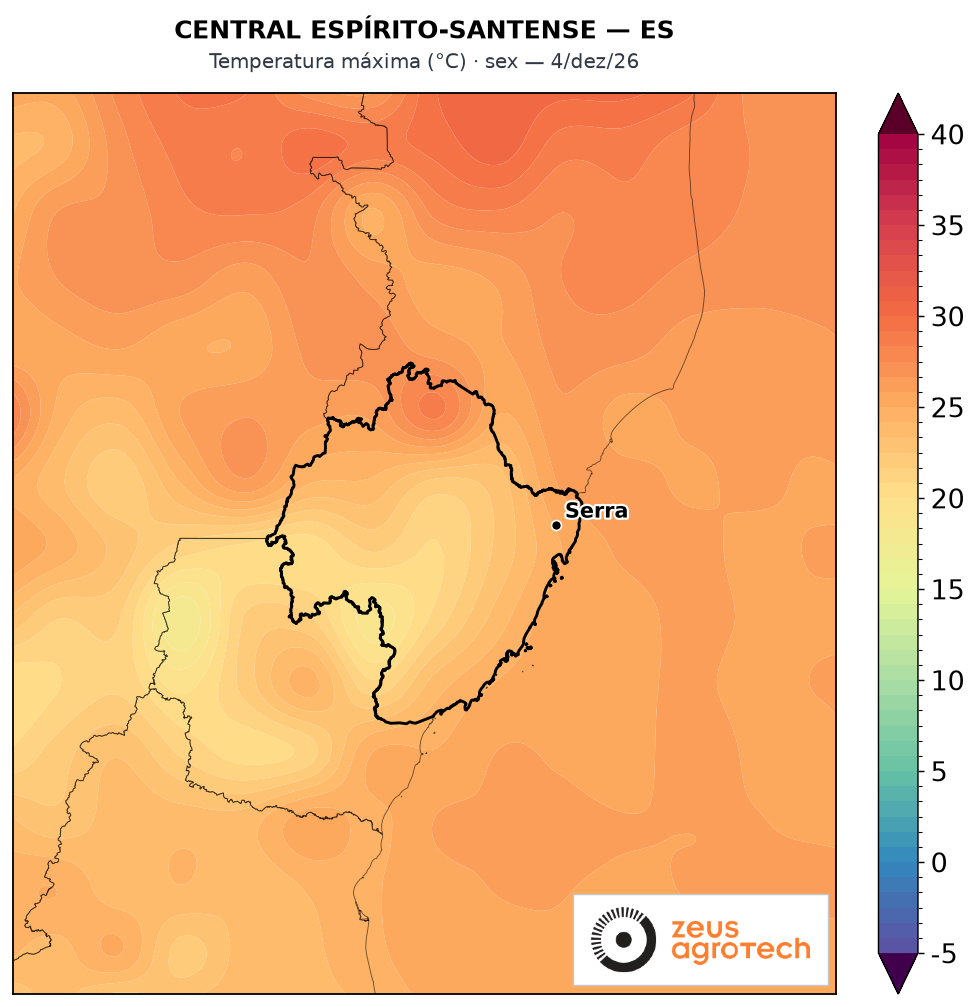 CENTRAL ESPÍRITO-SANTENSE — ES
Temperatura máxima (°C) · sex — 4/dez/26
40
35
30
25
20
15
10
5
0
-5
Serra
zeus
agrotech